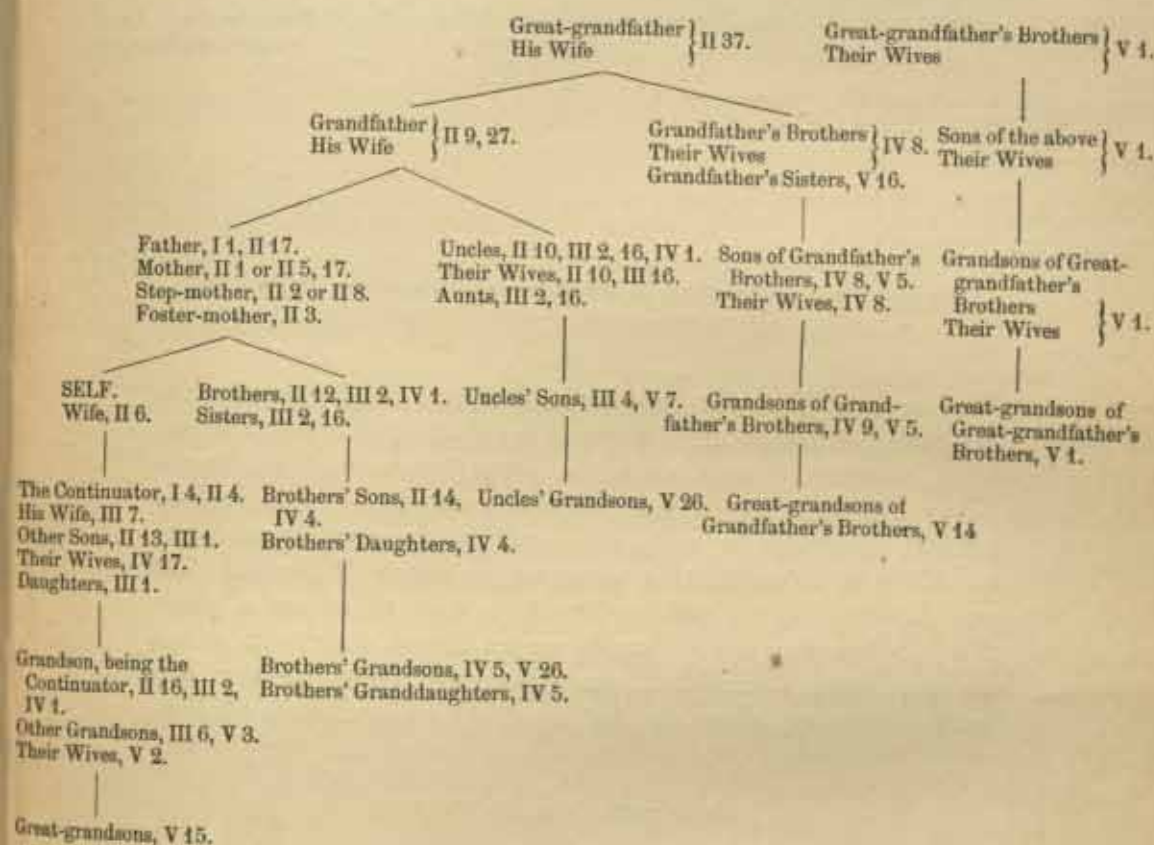 Great-grandfather } II 37.
His Wife
Great-grandfather's Brothers } V 1.
Their Wives
Grandfather } II 9, 27.
His Wife
Grandfather's Brothers } IV 8.
Their Wives
Grandfather's Sisters, V 16.
Sons of the above } V 1.
Their Wives
Father, I 1, II 17.
Mother, II 1 or II 5, 17.
Step-mother, II 2 or II 8.
Foster-mother, II 3.
Uncles, II 10, III 2, 16, IV 1.
Their Wives, II 10, III 16.
Aunts, III 2, 16.
Sons of Grandfather's
Brothers, IV 8, V 5.
Their Wives, IV 8.
Grandsons of Great-
grandfather's
Brothers } V 1.
Their Wives
SELF.
Wife, II 6.
Brothers, II 12, III 2, IV 1.
Sisters, III 2, 16.
Uncles' Sons, III 4, V 7.
Grandsons of Grand-
father's Brothers, IV 9, V 5.
Great-grandsons of
Great-grandfather's
Brothers, V 1.
The Continuator, I 4, II 4.
His Wife, III 7.
Other Sons, II 13, III 1.
Their Wives, IV 17.
Daughters, III 1.
Brothers' Sons, II 14,
IV 4.
Brothers' Daughters, IV 4.
Uncles' Grandsons, V 26.
Great-grandsons of
Grandfather's Brothers, V 14
Grandson, being the
Continuator, II 16, III 2,
IV 1.
Other Grandsons, III 6, V 3.
Their Wives, V 2.
Brothers' Grandsons, IV 5, V 26.
Brothers' Granddaughters, IV 5.
Great-grandsons, V 15.